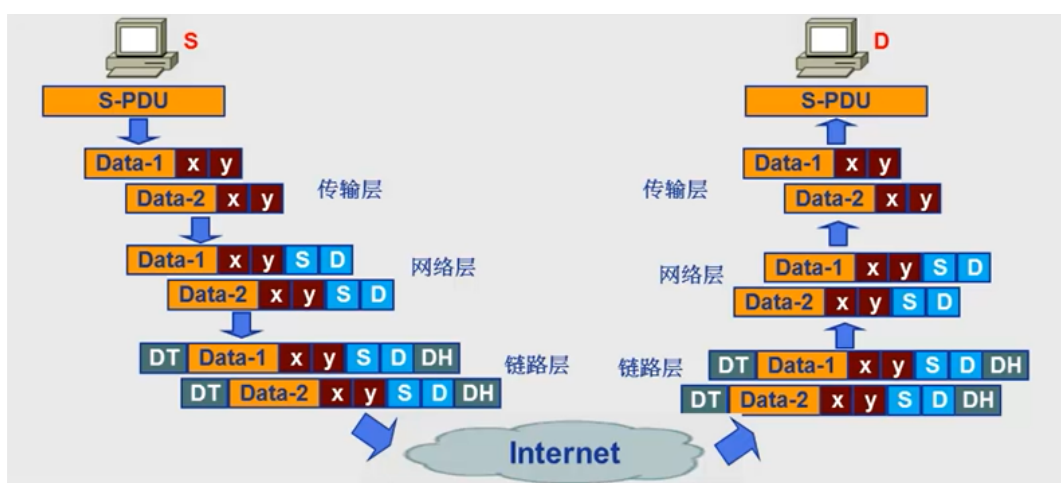 S
S-PDU
Data-1 x y
Data-2 x y
传输层
Data-1 x y S D
Data-2 x y S D
网络层
DT Data-1 x y S D DH
DT Data-2 x y S D DH
链路层
Internet
D
S-PDU
Data-1 x y
Data-2 x y
传输层
Data-1 x y S D
Data-2 x y S D
网络层
DT Data-1 x y S D DH
DT Data-2 x y S D DH
链路层